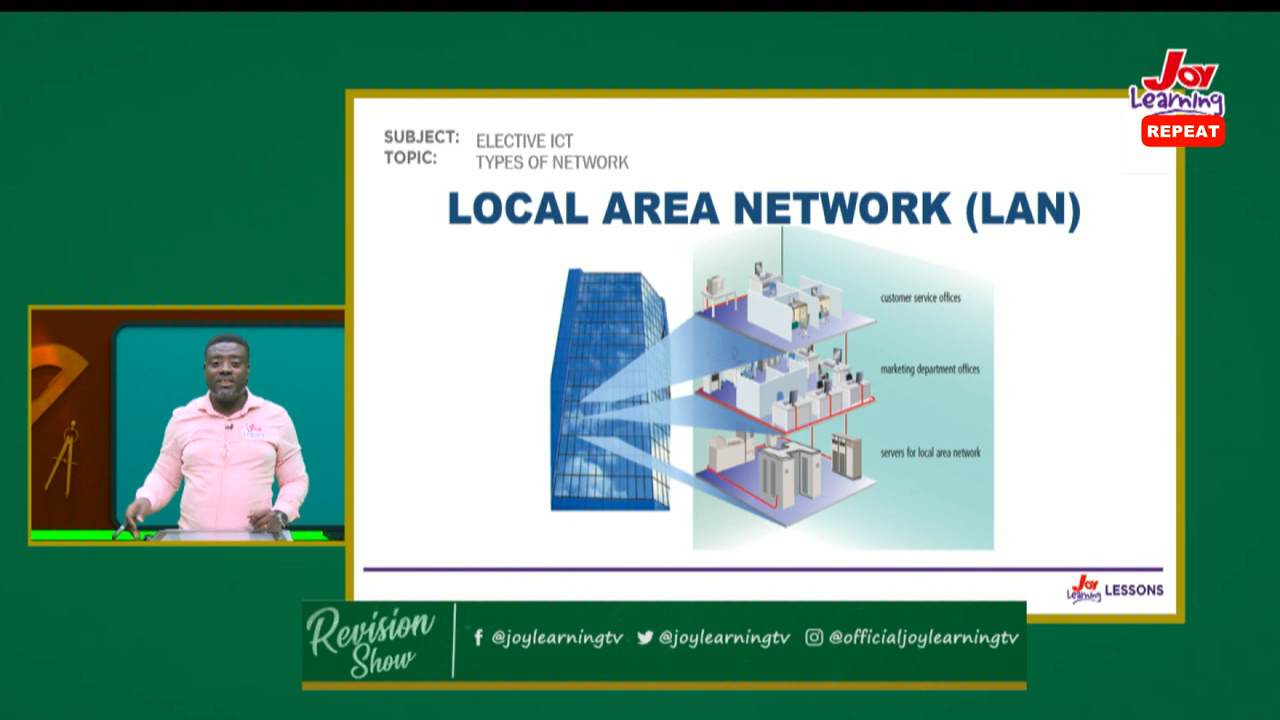 Joy
Learning
REPEAT
SUBJECT: ELECTIVE ICT
TOPIC: TYPES OF NETWORK
LOCAL AREA NETWORK (LAN)
customer service offices
marketing department offices
servers for local area network
Joy
Learning LESSONS
Revision
Show
@joylearningtv @joylearningtv @officialjoylearningtv